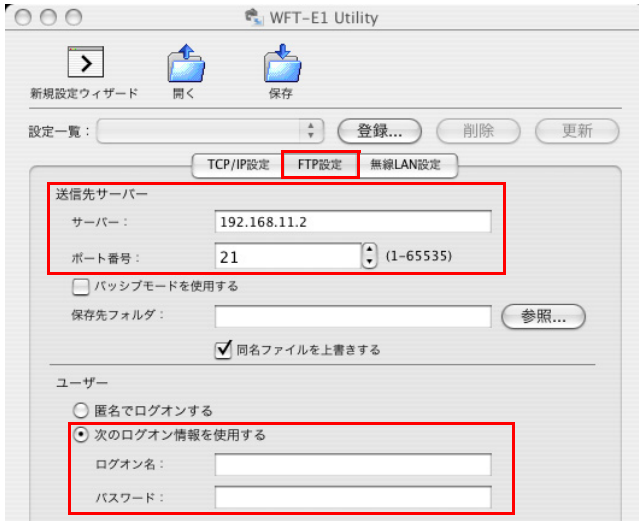 WFT-E1 Utility
新規設定ウィザード 開く 保存
設定一覧： 登録... 削除 更新
TCP/IP設定 FTP設定 無線LAN設定
送信先サーバー
サーバー： 192.168.11.2
ポート番号： 21 (1-65535)
パッシブモードを使用する
保存先フォルダ： 参照...
同名ファイルを上書きする
ユーザー
匿名でログオンする
次のログオン情報を使用する
ログオン名：
パスワード：